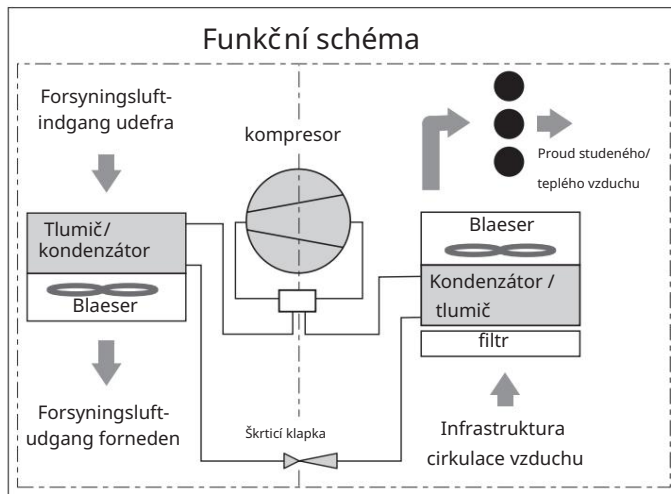 Funkční schéma
Forsyningsluft-
indgang udefra
kompresor
Proud studeného/
teplého vzduchu
Tlumič/
kondenzátor
Blaeser
Blaeser
Kondenzátor /
tlumič
filtr
Forsyningsluft-
udgang forneden
Škrticí klapka
Infrastruktura
cirkulace vzduchu